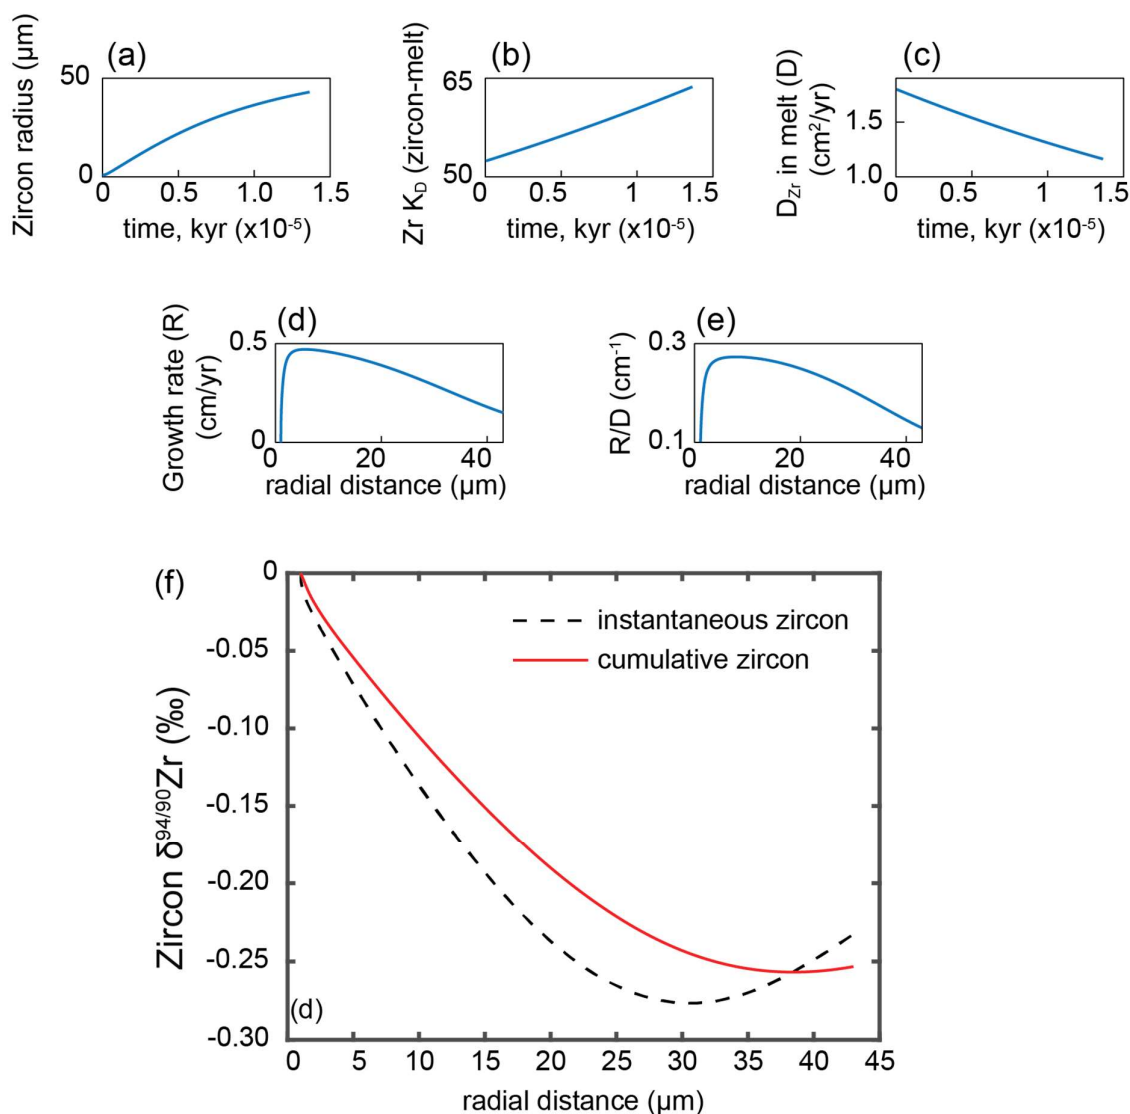 (a)
Zircon radius (μm)
50
0
0
0.5
1.0
1.5
time, kyr (x10-5)
(b)
Zr KD (zircon-melt)
65
50
0
0.5
1
1.5
time, kyr (x10-5)
(c)
DZr in melt (D)
(cm2/yr)
1.5
1.0
0
0.5
1
1.5
time, kyr (x10-5)
(d)
Growth rate (R)
(cm/yr)
0.5
0
0
20
40
radial distance (μm)
(e)
R/D (cm-1)
0.3
0.1
0
20
40
radial distance (μm)
(f)
Zircon δ94/90Zr (‰)
0
-0.05
-0.10
-0.15
-0.20
-0.25
-0.30
instantaneous zircon
cumulative zircon
(d)
0
5
10
15
20
25
30
35
40
45
radial distance (μm)